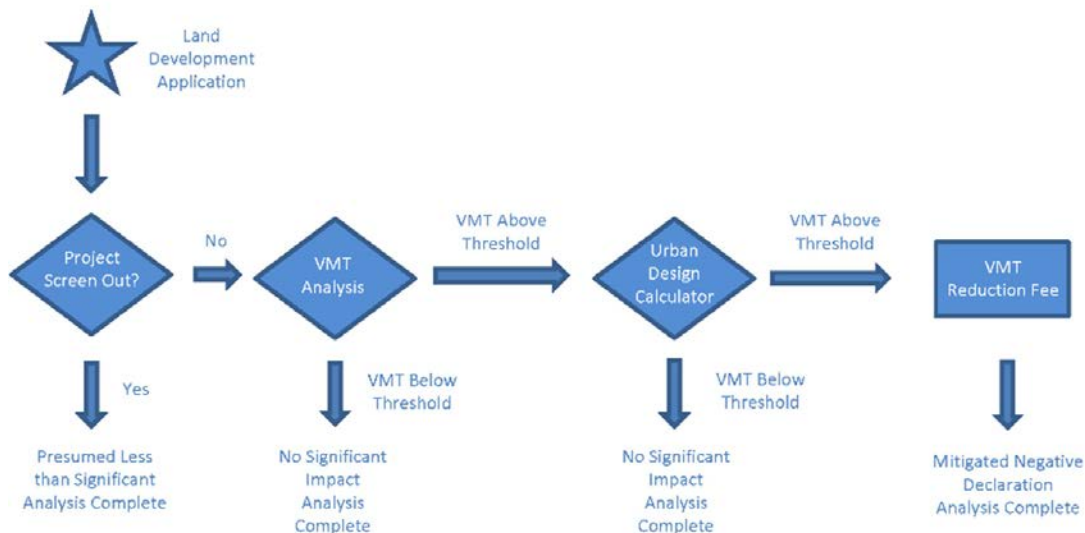 Land
Development
Application
Project
Screen Out?
No
VMT
Analysis
VMT Above
Threshold
Urban
Design
Calculator
VMT Above
Threshold
VMT
Reduction Fee
Yes
VMT Below
Threshold
VMT Below
Threshold
Presumed Less
than Significant
Analysis Complete
No Significant
Impact
Analysis
Complete
No Significant
Impact
Analysis
Complete
Mitigated Negative
Declaration
Analysis Complete